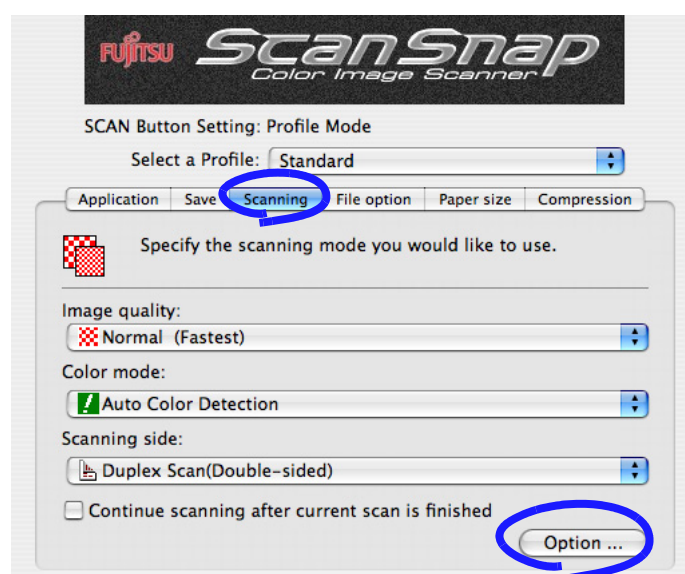 FUJITSU ScanSnap
Color Image Scanner
SCAN Button Setting: Profile Mode
Select a Profile: Standard
Application Save Scanning File option Paper size Compression
Specify the scanning mode you would like to use.
Image quality:
Normal (Fastest)
Color mode:
Auto Color Detection
Scanning side:
Duplex Scan(Double-sided)
Continue scanning after current scan is finished
Option ...